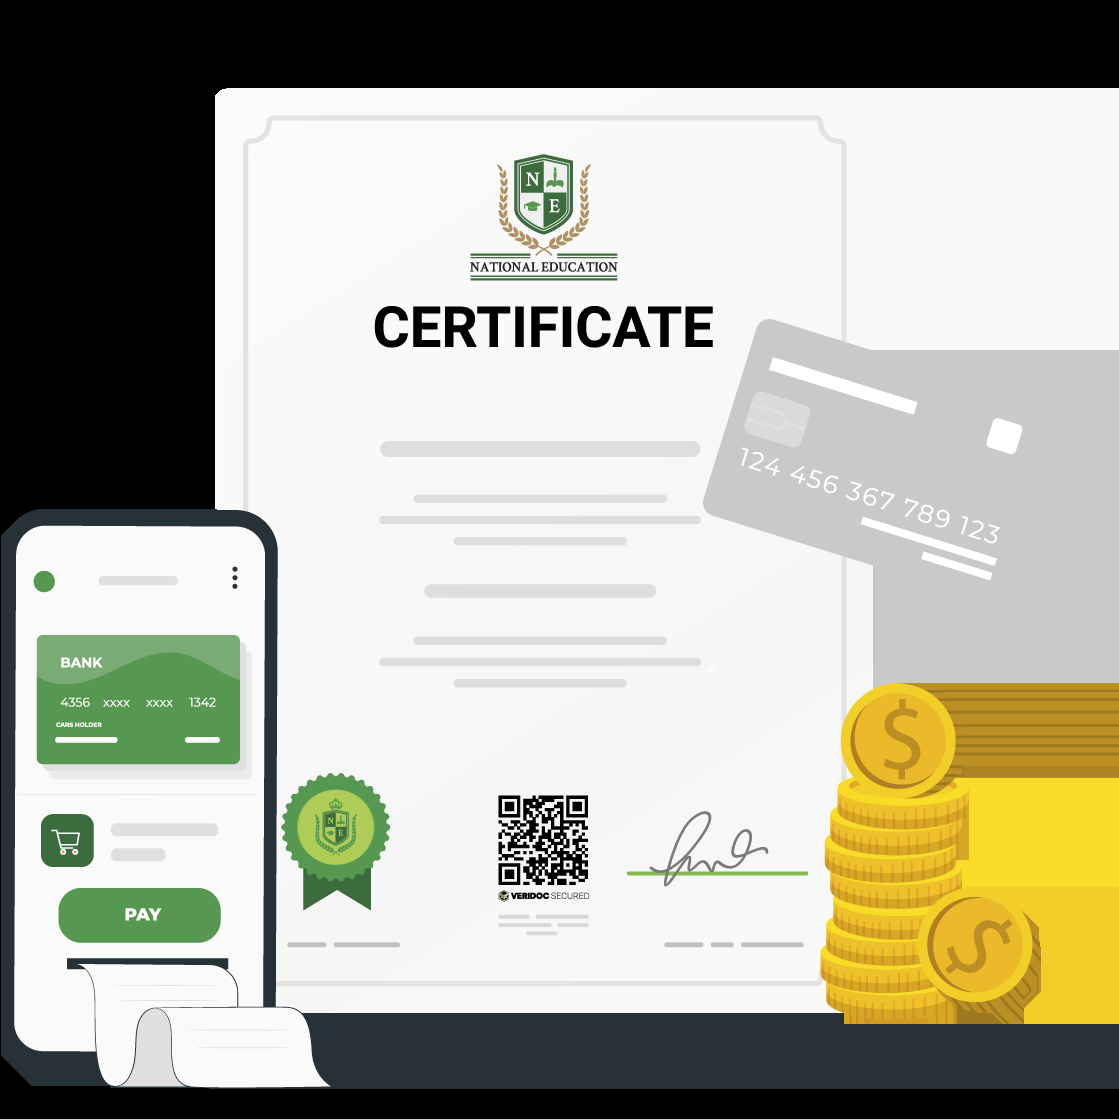 N
E
NATIONAL EDUCATION
CERTIFICATE
124 456 367 789 123
BANK
4356 xxxx xxxx 1342
CARS HOLDER
PAY
N
E
VERIDOC SECURED
$
$